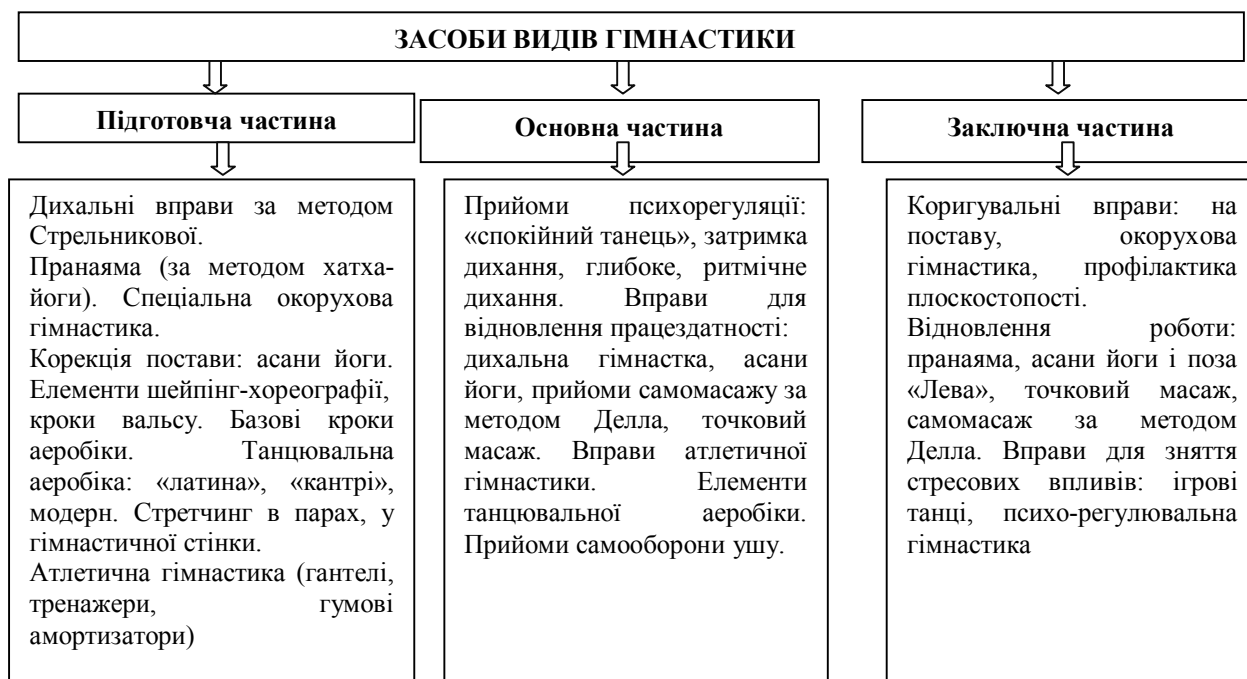 ЗАСОБИ ВИДІВ ГІМНАСТИКИ
Підготовча частина
Основна частина
Заключна частина
Дихальні вправи за методом
Стрельникової.
Пранаяма (за методом хатха-
йоги). Спеціальна окорухова
гімнастика.
Корекція постави: асани йоги.
Елементи шейпінг-хореографії,
кроки вальсу. Базові кроки
аеробіки. Танцювальна
аеробіка: «латина», «кантрі»,
модерн. Стретчинг в парах, у
гімнастичної стінки.
Атлетична гімнастика (гантелі,
тренажери, гумові
амортизатори)
Прийоми психорегуляції:
«спокійний танець», затримка
дихання, глибоке, ритмічне
дихання. Вправи для
відновлення працездатності:
дихальна гімнастка, асани
йоги, прийоми самомасажу за
методом Делла, точковий
масаж. Вправи атлетичної
гімнастики. Елементи
танцювальної аеробіки.
Прийоми самооборони ушу.
Коригувальні вправи: на
поставу, окорухова
гімнастика, профілактика
плоскостопості.
Відновлення роботи:
пранаяма, асани йоги і поза
«Лева», точковий масаж,
самомасаж за методом
Делла. Вправи для зняття
стресових впливів: ігрові
танці, психо-регулювальна
гімнастика